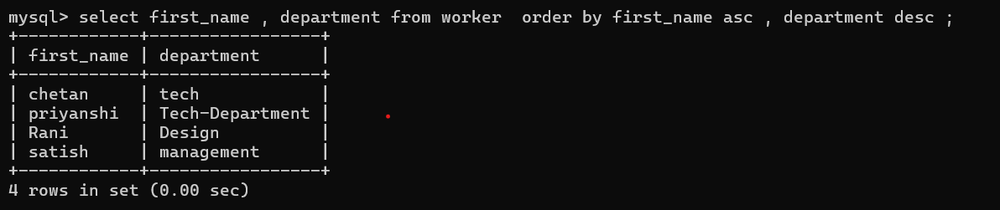 mysql> select first_name , department from worker  order by first_name asc , department desc ;
+------------+-----------------+
| first_name | department      |
+------------+-----------------+
| chetan     | tech            |
| priyanshi  | Tech-Department |
| Rani       | Design          |
| satish     | management      |
+------------+-----------------+
4 rows in set (0.00 sec)